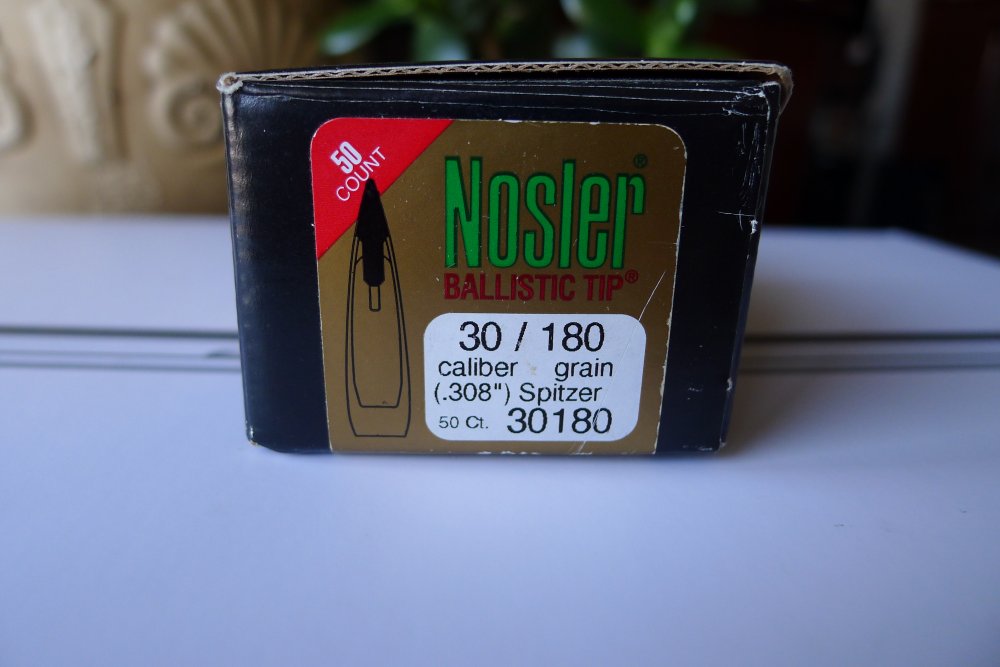 50
COUNT
Nosler®
BALLISTIC TIP®
30 / 180
caliber grain
(.308") Spitzer
50 Ct. 30180